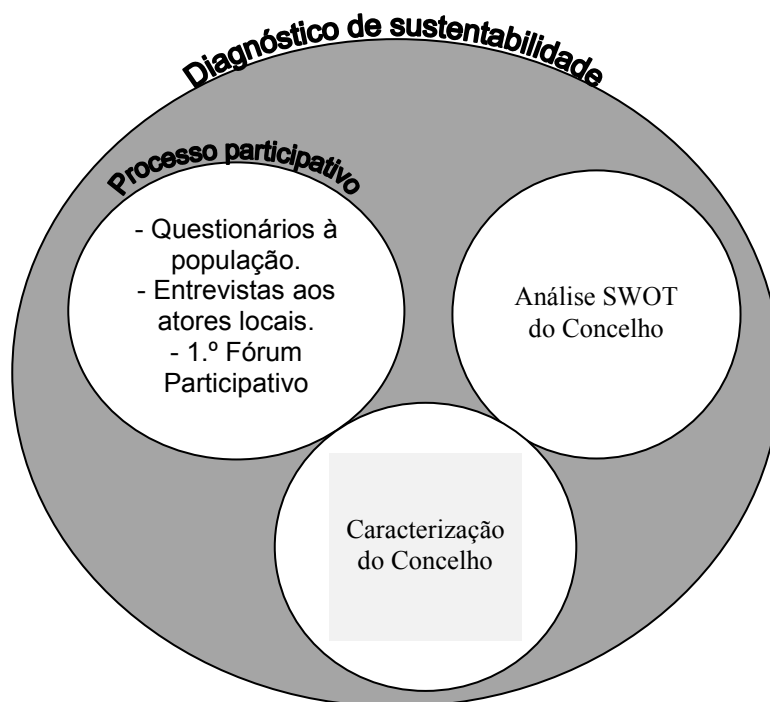 Diagnóstico de sustentabilidade
Processo participativo
- Questionários à
população.
- Entrevistas aos
atores locais.
- 1.º Fórum
Participativo
Análise SWOT
do Concelho
Caracterização
do Concelho